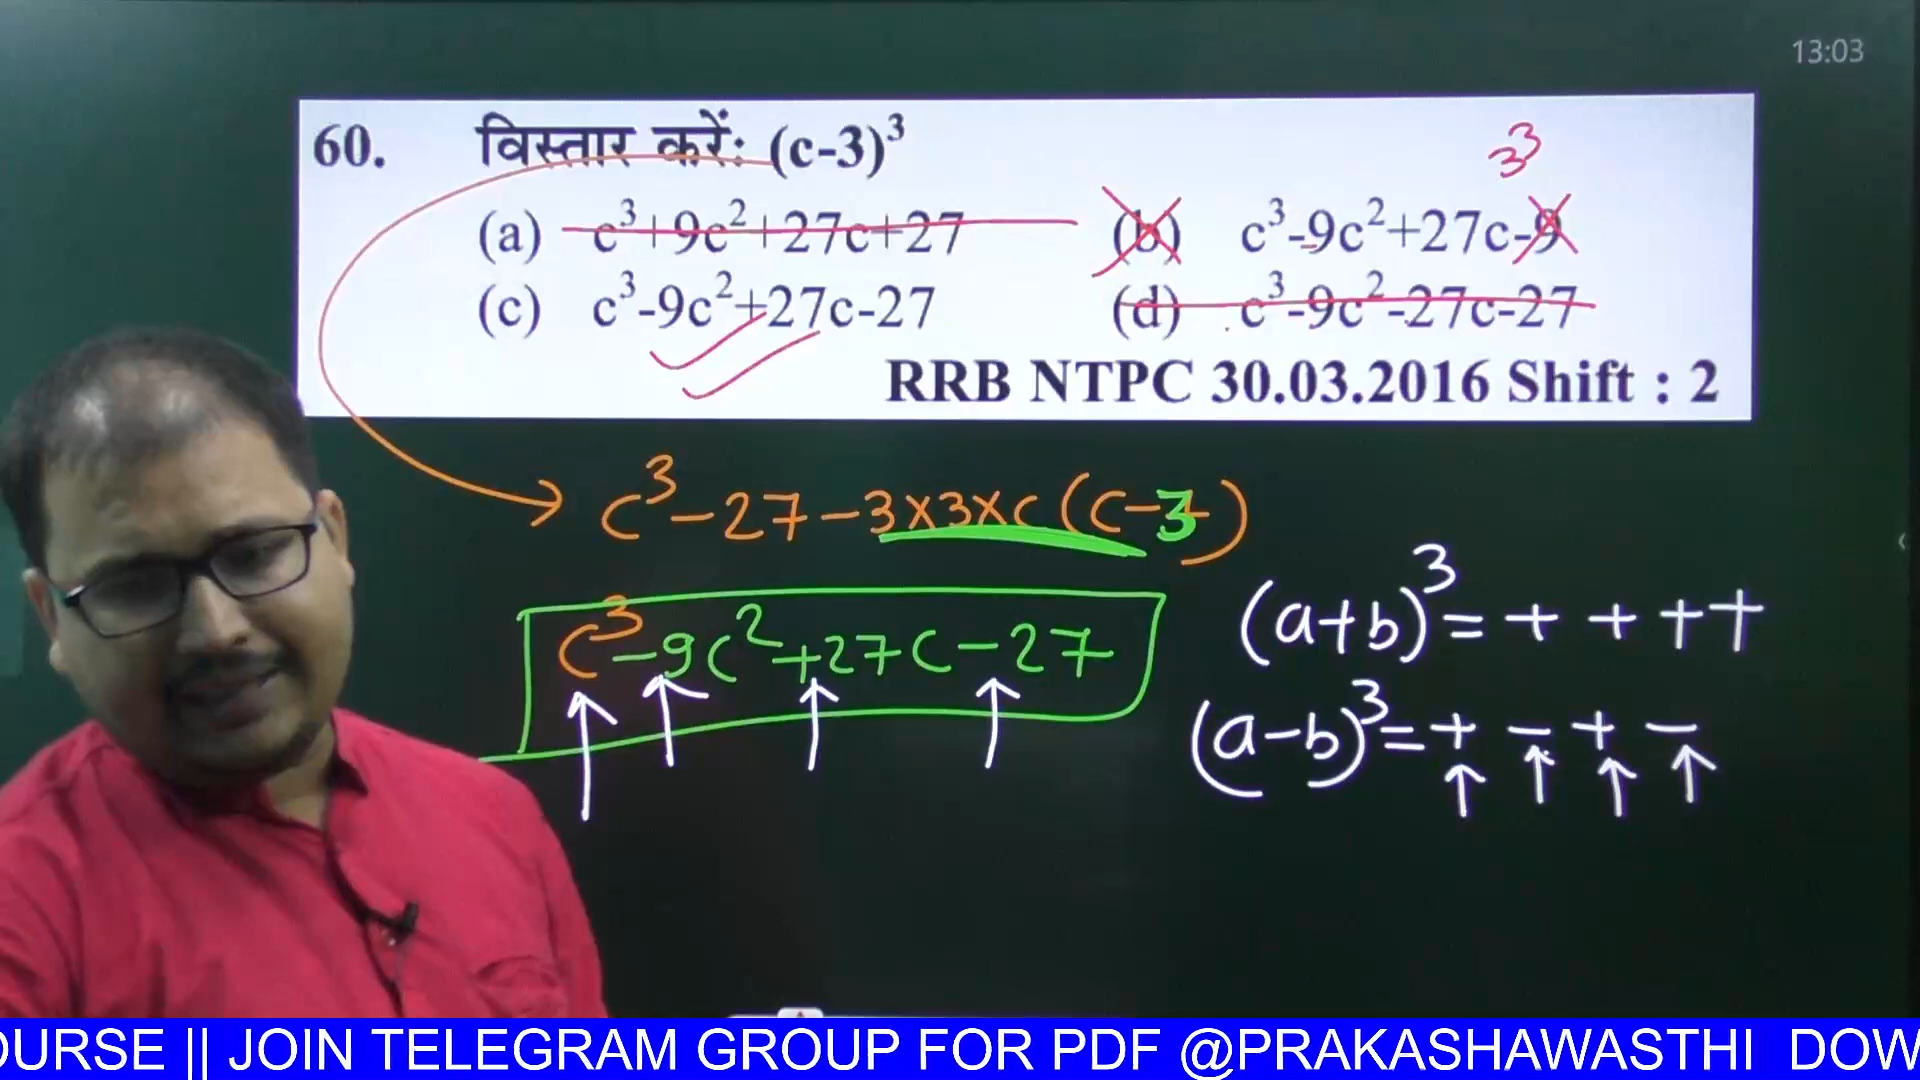 13:03
60. विस्तार करें: (c-3)³
3³
(a) c³+9c²+27c+27 (b) c³-9c²+27c-9
(c) c³-9c²+27c-27 (d) c³-9c²-27c-27
RRB NTPC 30.03.2016 Shift : 2
c³-27-3×3×c(c-3)
c³-9c²+27c-27
(a+b)³=+ + + +
(a-b)³=+ - + -
OURSE || JOIN TELEGRAM GROUP FOR PDF @PRAKASHAWASTHI DOW